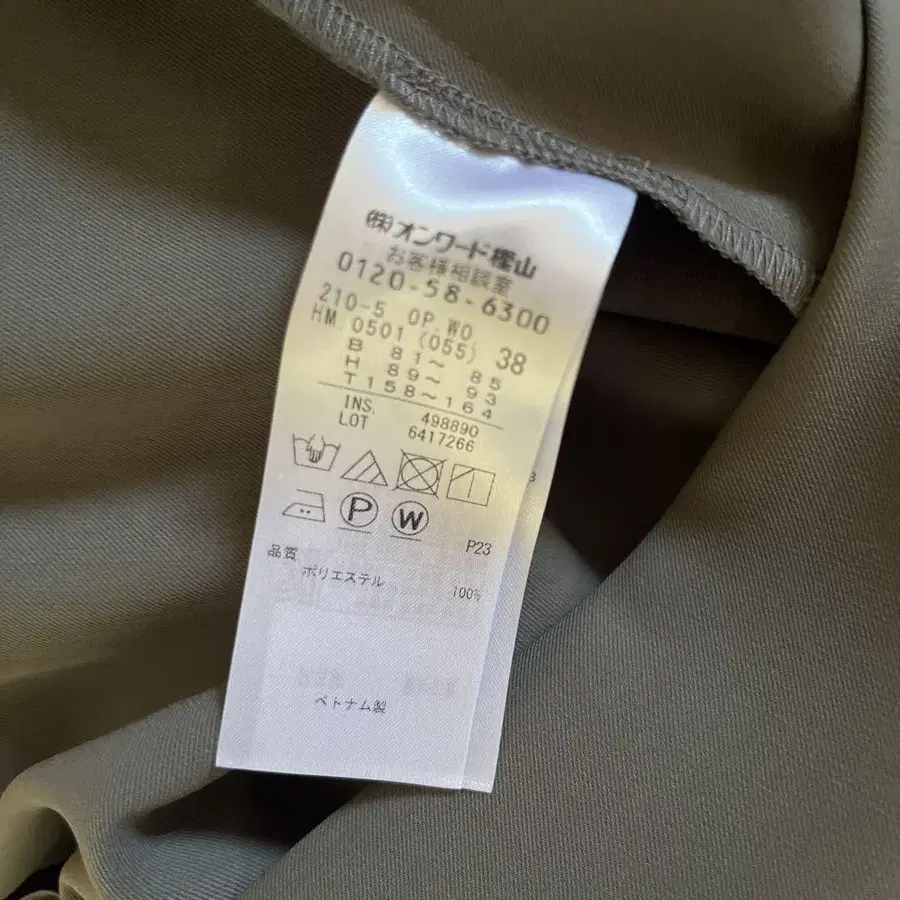 (株)オンワード樫山
お客様相談室
0120-58-6300
210-5 OP.WO
HM.0501 (055) 38
B 81～ 85
H 89～ 93
T158～164
INS. 498890
LOT 6417266
P W
P23
品質
ポリエステル 100%
ベトナム製